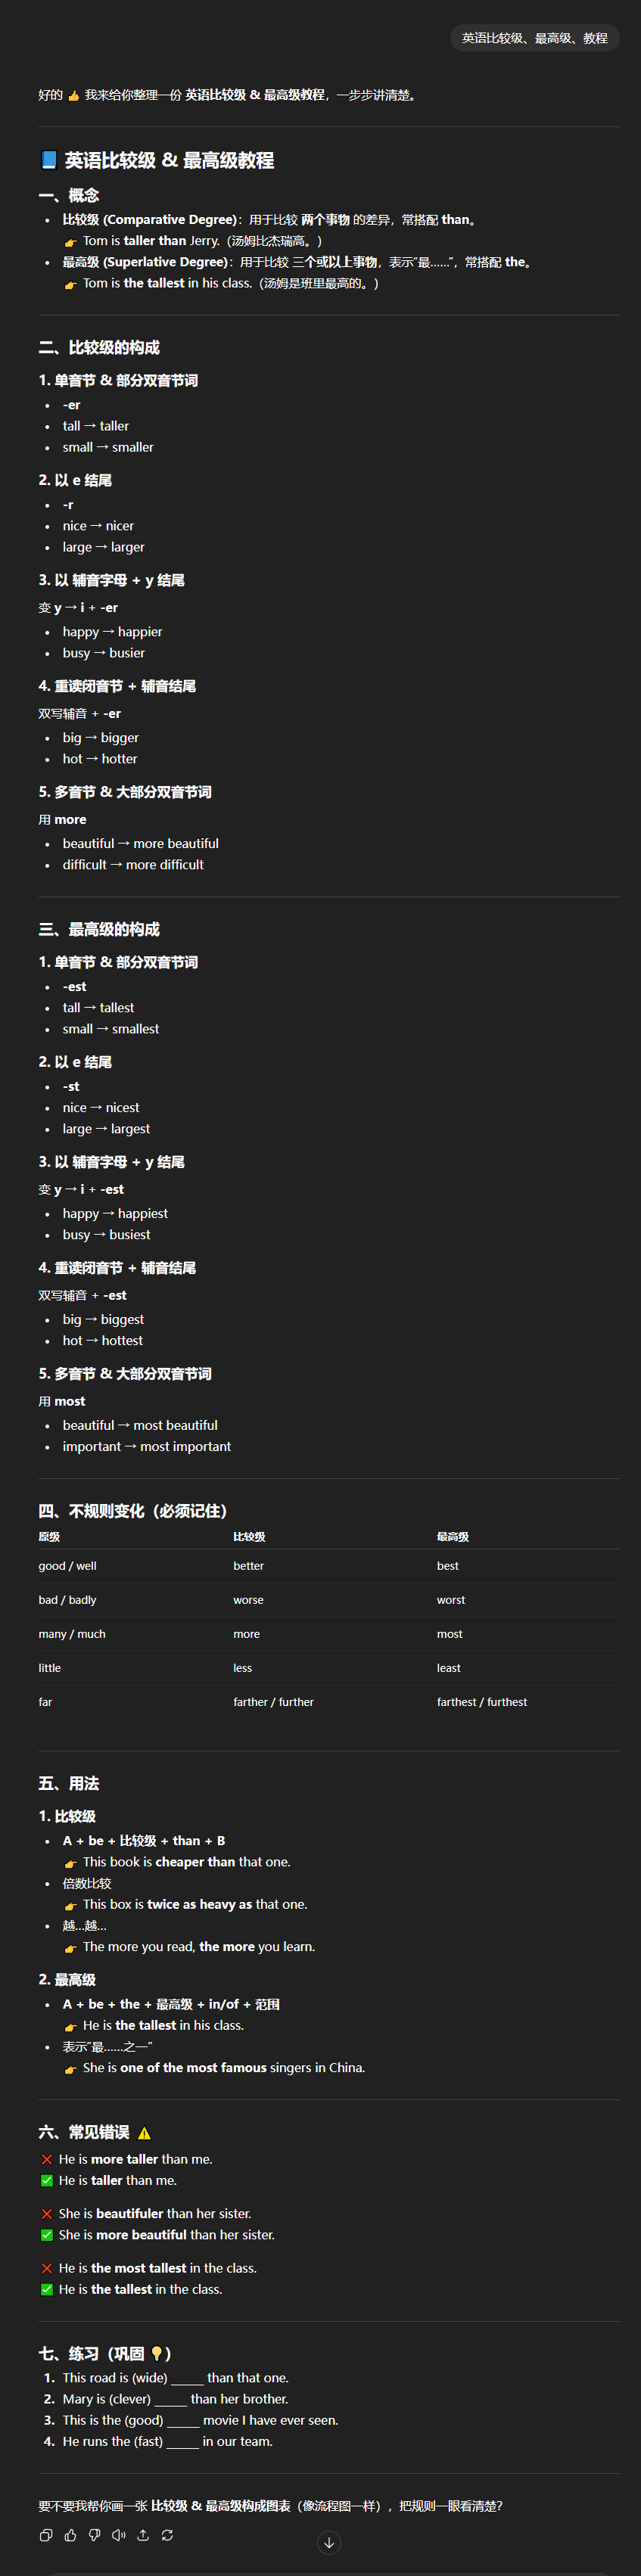 英语比较级、最高级、教程
好的 👍 我来给你整理一份 英语比较级 & 最高级教程，一步步讲清楚。
📘 英语比较级 & 最高级教程
一、概念
• 比较级 (Comparative Degree)：用于比较 两个事物 的差异，常搭配 than。
👉 Tom is taller than Jerry.（汤姆比杰瑞高。）
• 最高级 (Superlative Degree)：用于比较 三个或以上事物，表示“最……”，常搭配 the。
👉 Tom is the tallest in his class.（汤姆是班里最高的。）
二、比较级的构成
1. 单音节 & 部分双音节词
• -er
• tall → taller
• small → smaller
2. 以 e 结尾
• -r
• nice → nicer
• large → larger
3. 以 辅音字母 + y 结尾
变 y → i + -er
• happy → happier
• busy → busier
4. 重读闭音节 + 辅音结尾
双写辅音 + -er
• big → bigger
• hot → hotter
5. 多音节 & 大部分双音节词
用 more
• beautiful → more beautiful
• difficult → more difficult
三、最高级的构成
1. 单音节 & 部分双音节词
• -est
• tall → tallest
• small → smallest
2. 以 e 结尾
• -st
• nice → nicest
• large → largest
3. 以 辅音字母 + y 结尾
变 y → i + -est
• happy → happiest
• busy → busiest
4. 重读闭音节 + 辅音结尾
双写辅音 + -est
• big → biggest
• hot → hottest
5. 多音节 & 大部分双音节词
用 most
• beautiful → most beautiful
• important → most important
四、不规则变化（必须记住）
原级 比较级 最高级
good / well better best
bad / badly worse worst
many / much more most
little less least
far farther / further farthest / furthest
五、用法
1. 比较级
• A + be + 比较级 + than + B
👉 This book is cheaper than that one.
• 倍数比较
👉 This box is twice as heavy as that one.
• 越…越…
👉 The more you read, the more you learn.
2. 最高级
• A + be + the + 最高级 + in/of + 范围
👉 He is the tallest in his class.
• 表示“最……之一”
👉 She is one of the most famous singers in China.
六、常见错误 ⚠️
❌ He is more taller than me.
✅ He is taller than me.
❌ She is beautifuler than her sister.
✅ She is more beautiful than her sister.
❌ He is the most tallest in the class.
✅ He is the tallest in the class.
七、练习（巩固💡）
1. This road is (wide) _____ than that one.
2. Mary is (clever) _____ than her brother.
3. This is the (good) _____ movie I have ever seen.
4. He runs the (fast) _____ in our team.
要不要我帮你画一张 比较级 & 最高级构成图表（像流程图一样），把规则一眼看清楚？